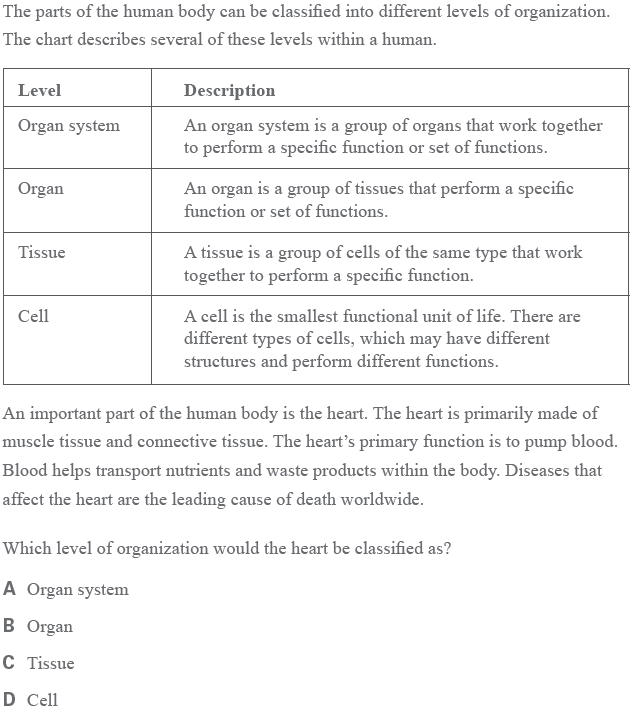 The parts of the human body can be classified into different levels of organization.
The chart describes several of these levels within a human.
Level Description
Organ system An organ system is a group of organs that work together
to perform a specific function or set of functions.
Organ An organ is a group of tissues that perform a specific
function or set of functions.
Tissue A tissue is a group of cells of the same type that work
together to perform a specific function.
Cell A cell is the smallest functional unit of life. There are
different types of cells, which may have different
structures and perform different functions.
An important part of the human body is the heart. The heart is primarily made of
muscle tissue and connective tissue. The heart’s primary function is to pump blood.
Blood helps transport nutrients and waste products within the body. Diseases that
affect the heart are the leading cause of death worldwide.
Which level of organization would the heart be classified as?
A Organ system
B Organ
C Tissue
D Cell